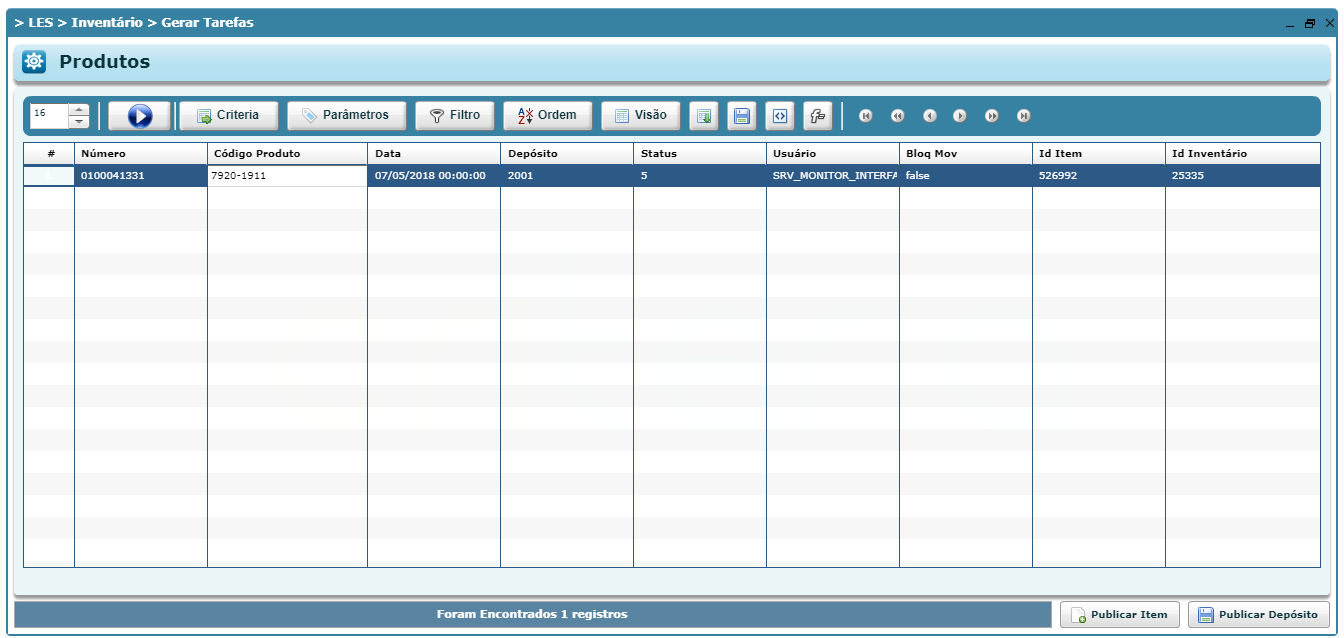 > LES > Inventário > Gerar Tarefas
Produtos
16 Criteria Parâmetros Filtro Ordem Visão
# Número Código Produto Data Depósito Status Usuário Bloq Mov Id Item Id Inventário
0100041331 7920-1911 07/05/2018 00:00:00 2001 5 SRV_MONITOR_INTERFA false 526992 25335
Foram Encontrados 1 registros Publicar Item Publicar Depósito